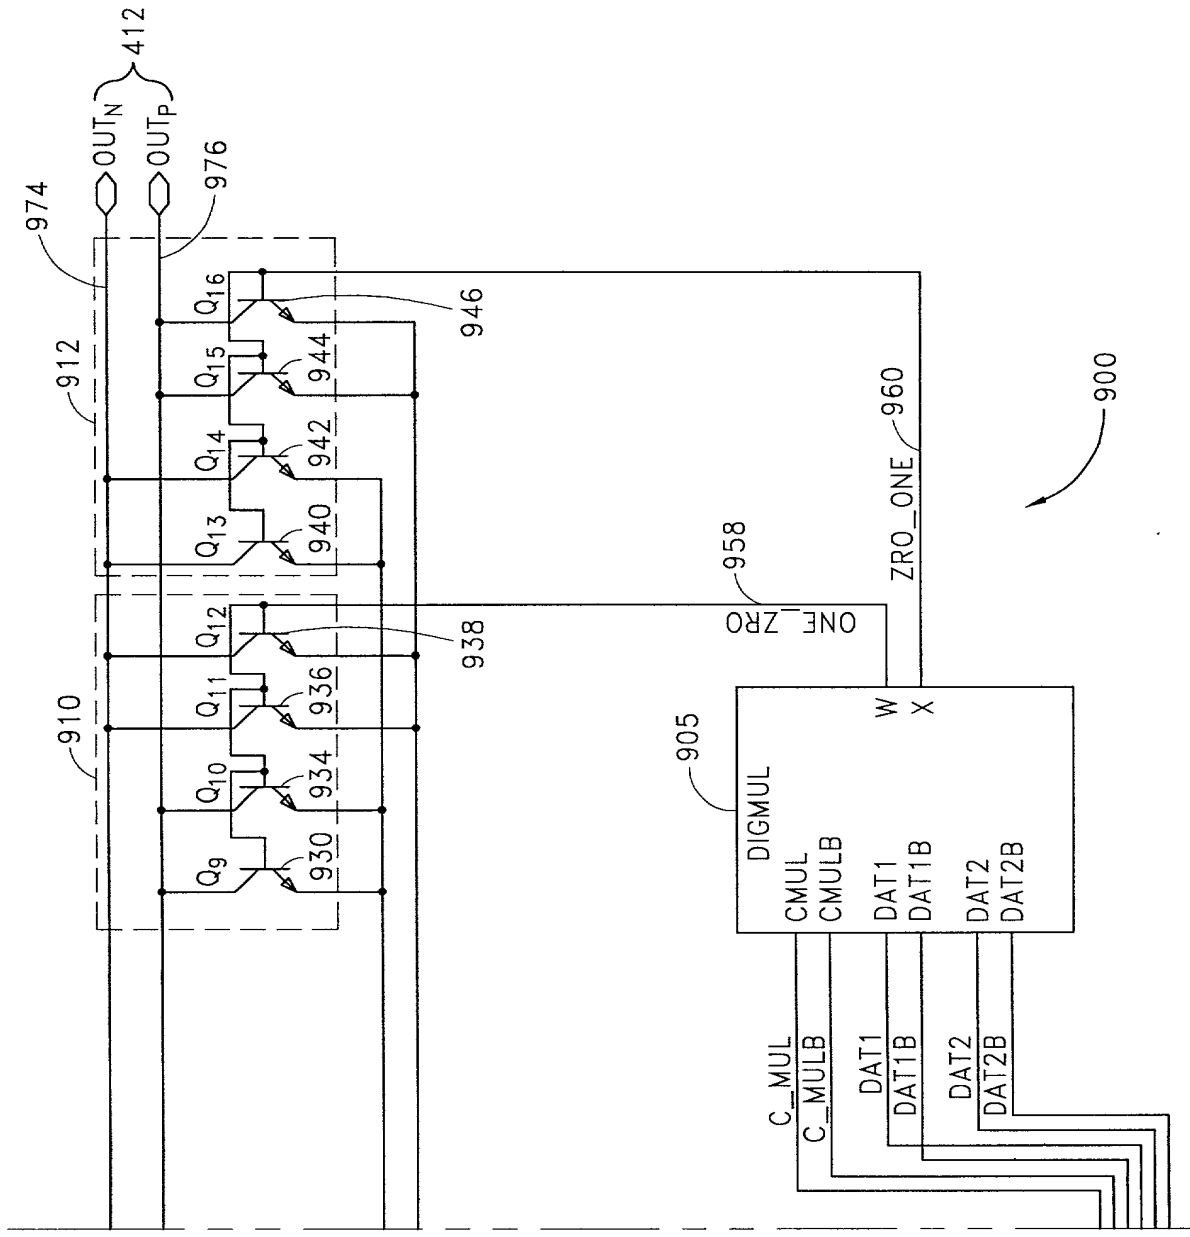 412
OUTN
OUTP
974
976
912
Q16
946
Q15
944
Q14
942
Q13
940
910
Q12
938
Q11
936
Q10
934
Q9
930
958
ONE_ZRO
960
ZRO_ONE
900
905
DIGMUL
W
X
CMUL
CMULB
DAT1
DAT1B
DAT2
DAT2B
C_MUL
C_MULB
DAT1
DAT1B
DAT2
DAT2B